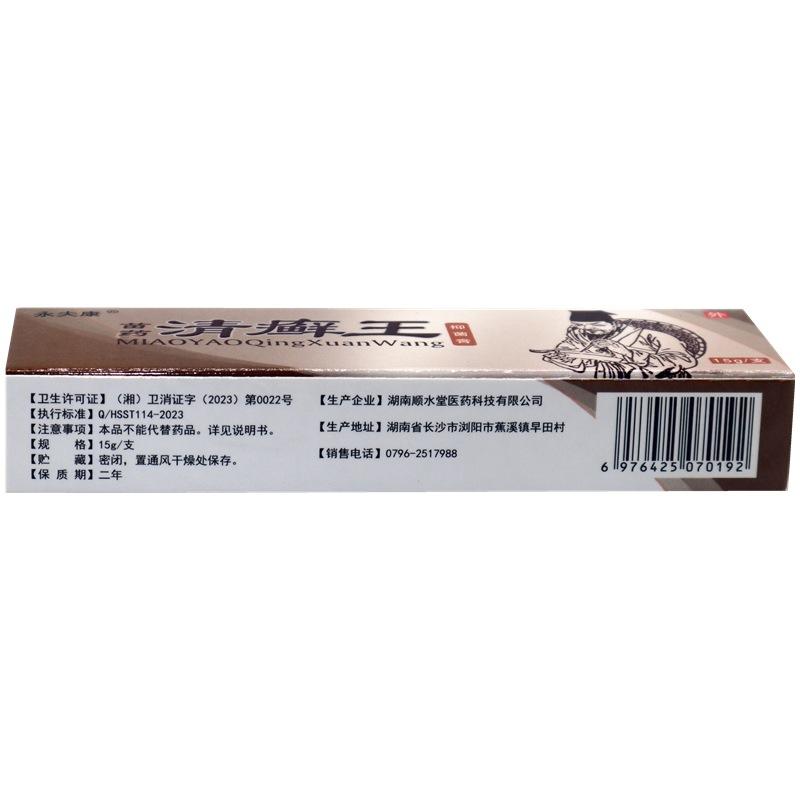 永夫康®
苗药 清癣王 抑菌膏
MIAOYAOQingXuanWang
外
15g/支
【卫生许可证】（湘）卫消证字（2023）第0022号
【执行标准】Q/HSST114-2023
【注意事项】本品不能代替药品。详见说明书。
【规 格】15g/支
【贮 藏】密闭，置通风干燥处保存。
【保 质 期】二年
【生产企业】湖南顺水堂医药科技有限公司
【生产地址】湖南省长沙市浏阳市蕉溪镇早田村
【销售电话】0796-2517988
6 976425 070192